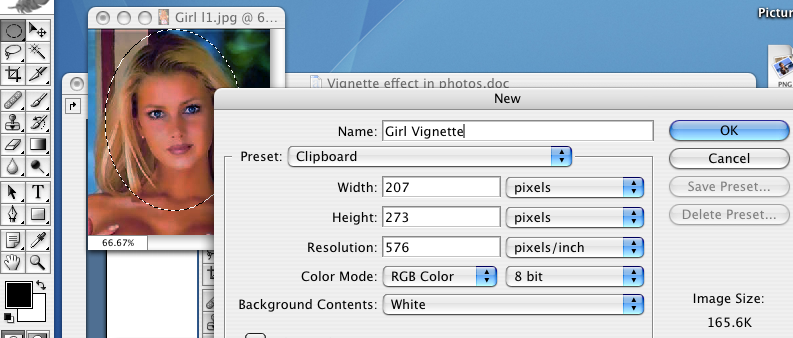 Pictur
Girl l1.jpg @ 6...
Vignette effect in photos.doc
PNG
New
Name: Girl Vignette
OK
Preset: Clipboard
Cancel
Width: 207 pixels
Save Preset...
Height: 273 pixels
Delete Preset...
Resolution: 576 pixels/inch
66.67%
Color Mode: RGB Color 8 bit
Background Contents: White
Image Size:
165.6K
T